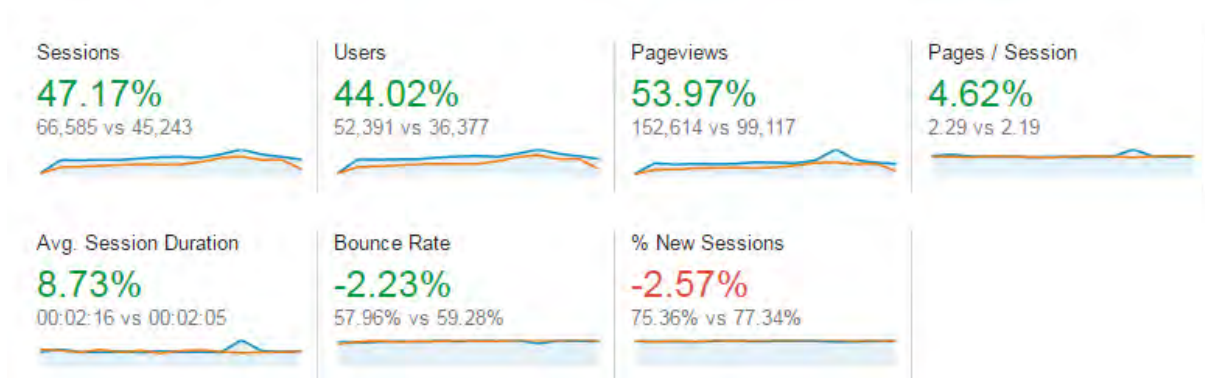 Sessions
47.17%
66,585 vs 45,243
Users
44.02%
52,391 vs 36,377
Pageviews
53.97%
152,614 vs 99,117
Pages / Session
4.62%
2.29 vs 2.19
Avg. Session Duration
8.73%
00:02:16 vs 00:02:05
Bounce Rate
-2.23%
57.96% vs 59.28%
% New Sessions
-2.57%
75.36% vs 77.34%